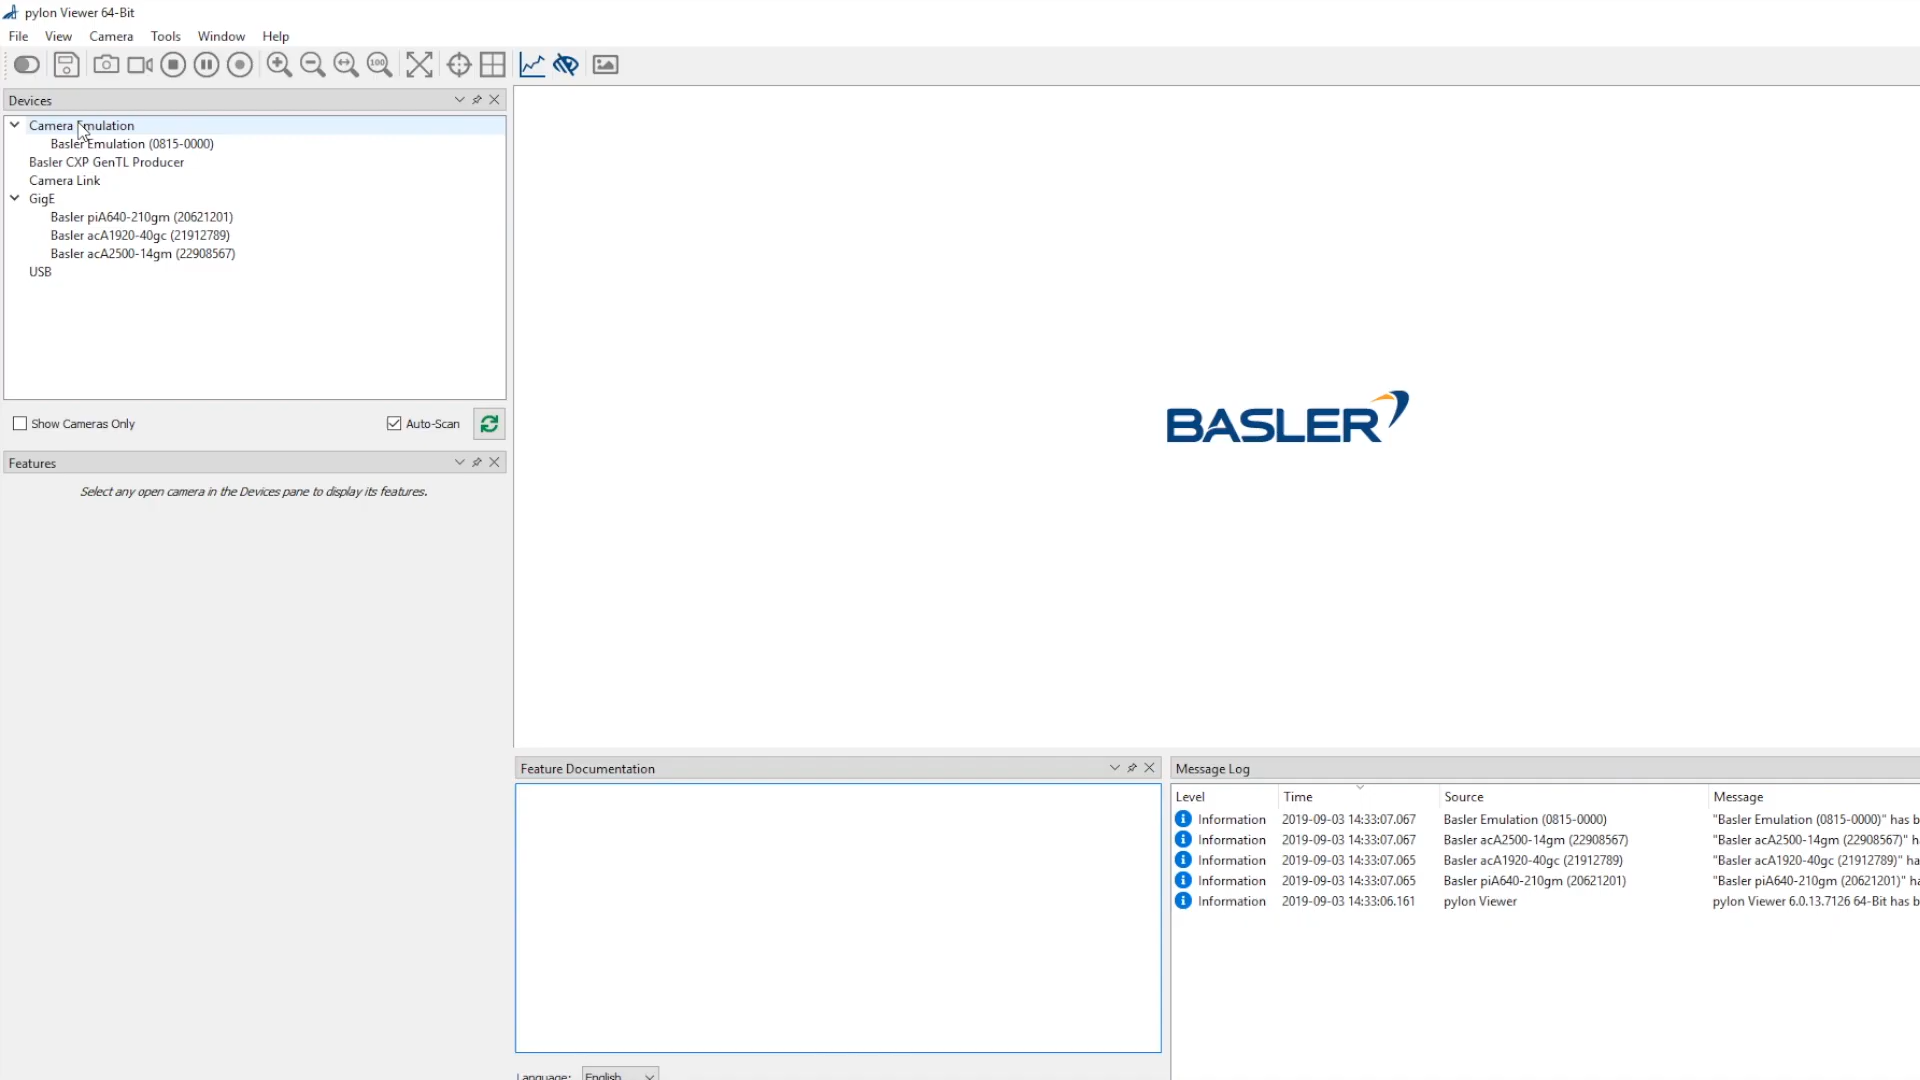 pylon Viewer 64-Bit
File View Camera Tools Window Help
100
Devices
Camera Emulation
Basler Emulation (0815-0000)
Basler CXP GenTL Producer
Camera Link
GigE
Basler piA640-210gm (20621201)
Basler acA1920-40gc (21912789)
Basler acA2500-14gm (22908567)
USB
Show Cameras Only Auto-Scan
Features
Select any open camera in the Devices pane to display its features.
BASLER
Feature Documentation
Language: English
Message Log
Level Time Source Message
Information 2019-09-03 14:33:07.067 Basler Emulation (0815-0000) "Basler Emulation (0815-0000)" has b
Information 2019-09-03 14:33:07.067 Basler acA2500-14gm (22908567) "Basler acA2500-14gm (22908567)" h
Information 2019-09-03 14:33:07.065 Basler acA1920-40gc (21912789) "Basler acA1920-40gc (21912789)" ha
Information 2019-09-03 14:33:07.065 Basler piA640-210gm (20621201) "Basler piA640-210gm (20621201)" ha
Information 2019-09-03 14:33:06.161 pylon Viewer pylon Viewer 6.0.13.7126 64-Bit has b